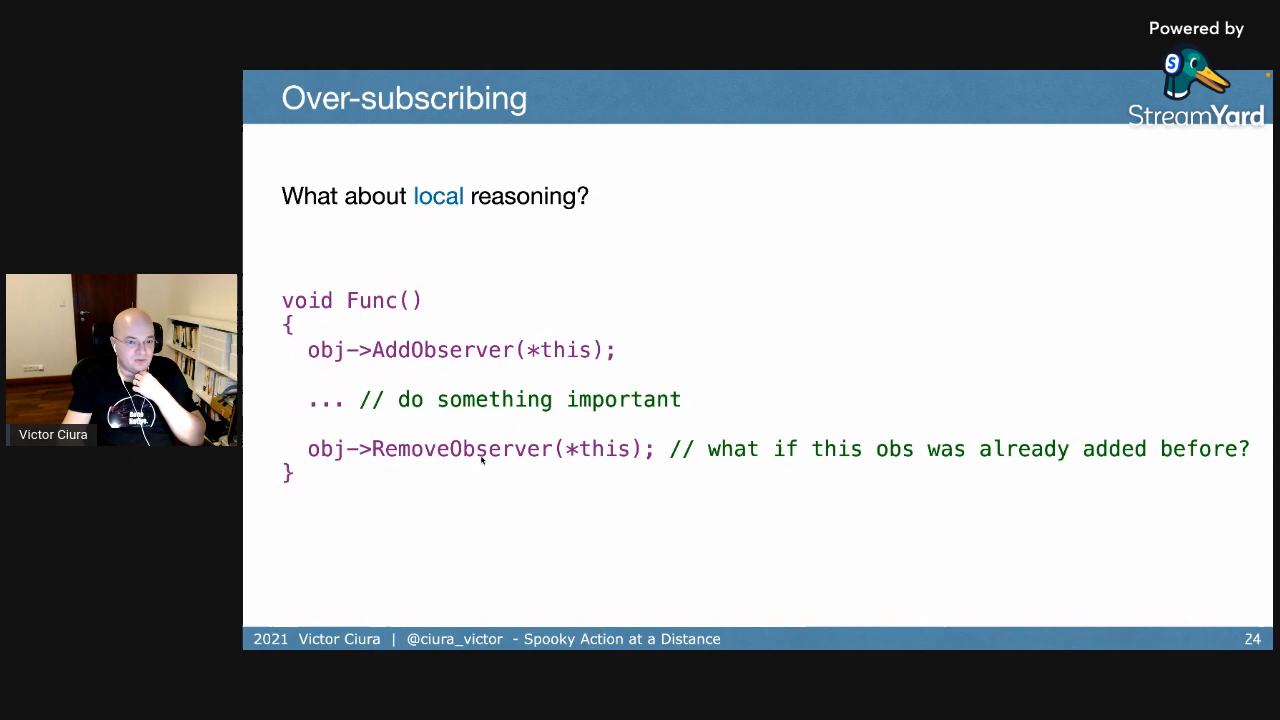 Powered by
S
StreamYard
Over-subscribing
What about local reasoning?
void Func()
{
obj->AddObserver(*this);
... // do something important
obj->RemoveObserver(*this); // what if this obs was already added before?
}
Victor Ciura
2021 Victor Ciura | @ciura_victor - Spooky Action at a Distance
24